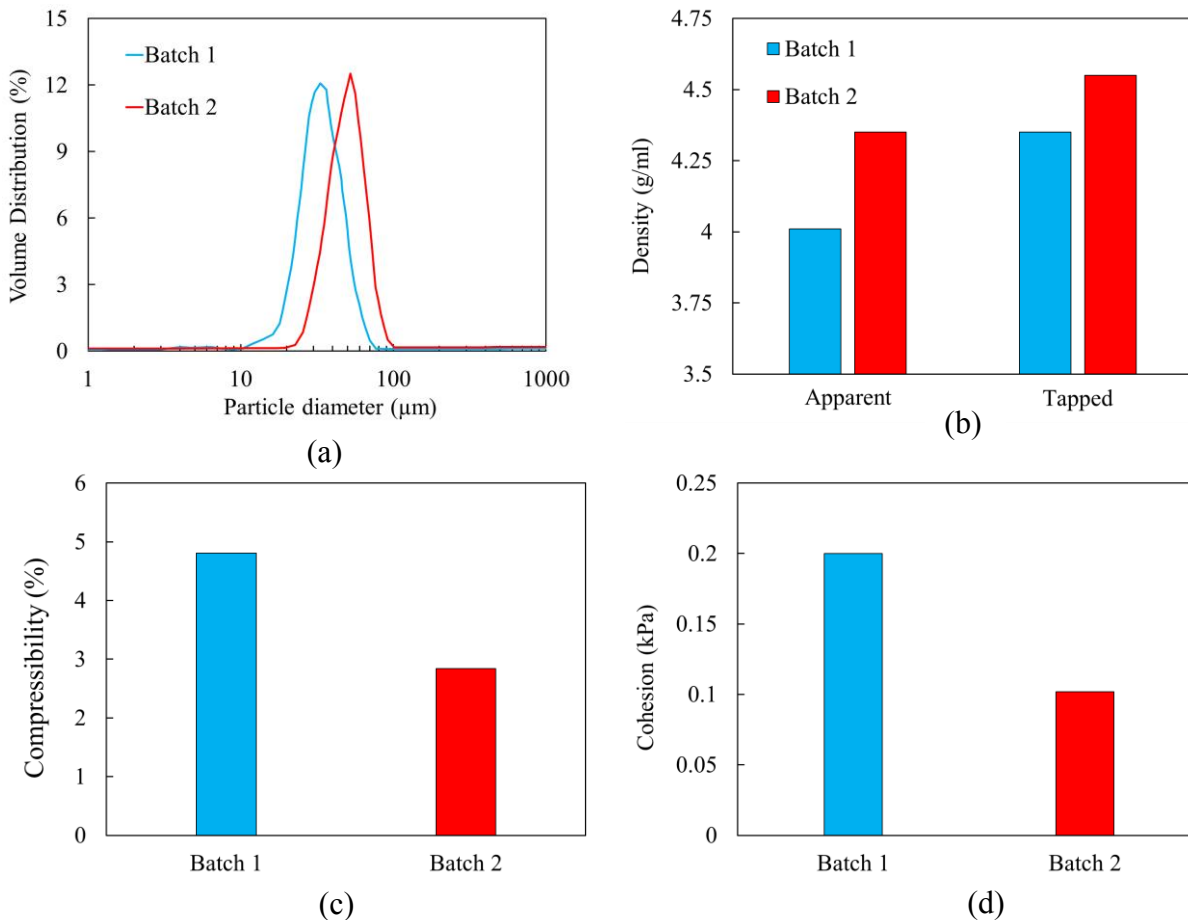 15
12
9
6
3
0
Volume Distribution (%)
Batch 1
Batch 2
1
10
100
1000
Particle diameter (µm)
(a)
4.75
4.5
4.25
4
3.75
3.5
Density (g/ml)
Batch 1
Batch 2
Apparent
Tapped
(b)
6
5
4
3
2
1
0
Compressibility (%)
Batch 1
Batch 2
(c)
0.25
0.2
0.15
0.1
0.05
0
Cohesion (kPa)
Batch 1
Batch 2
(d)